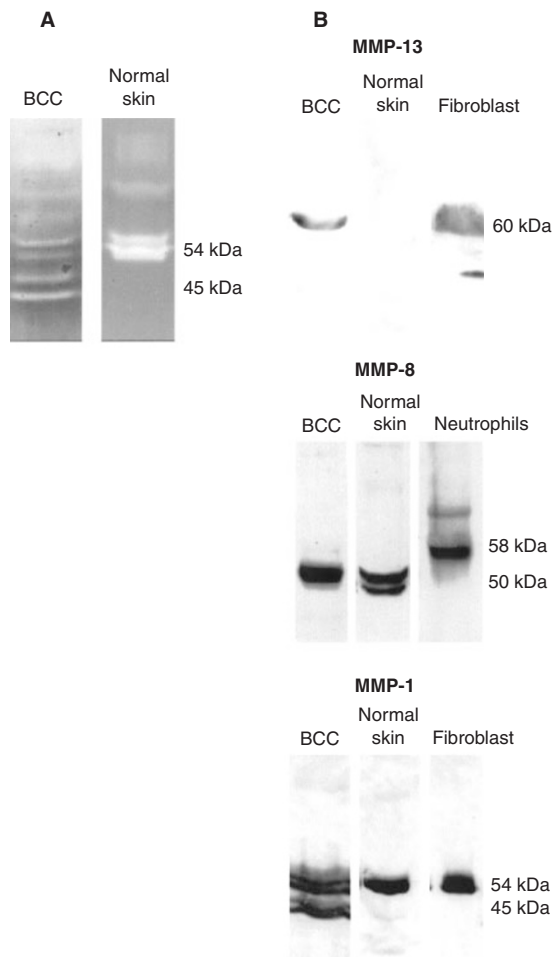 A
BCC
Normal
skin
54 kDa
45 kDa
B
MMP-13
BCC
Normal
skin
Fibroblast
60 kDa
MMP-8
BCC
Normal
skin
Neutrophils
58 kDa
50 kDa
MMP-1
BCC
Normal
skin
Fibroblast
54 kDa
45 kDa